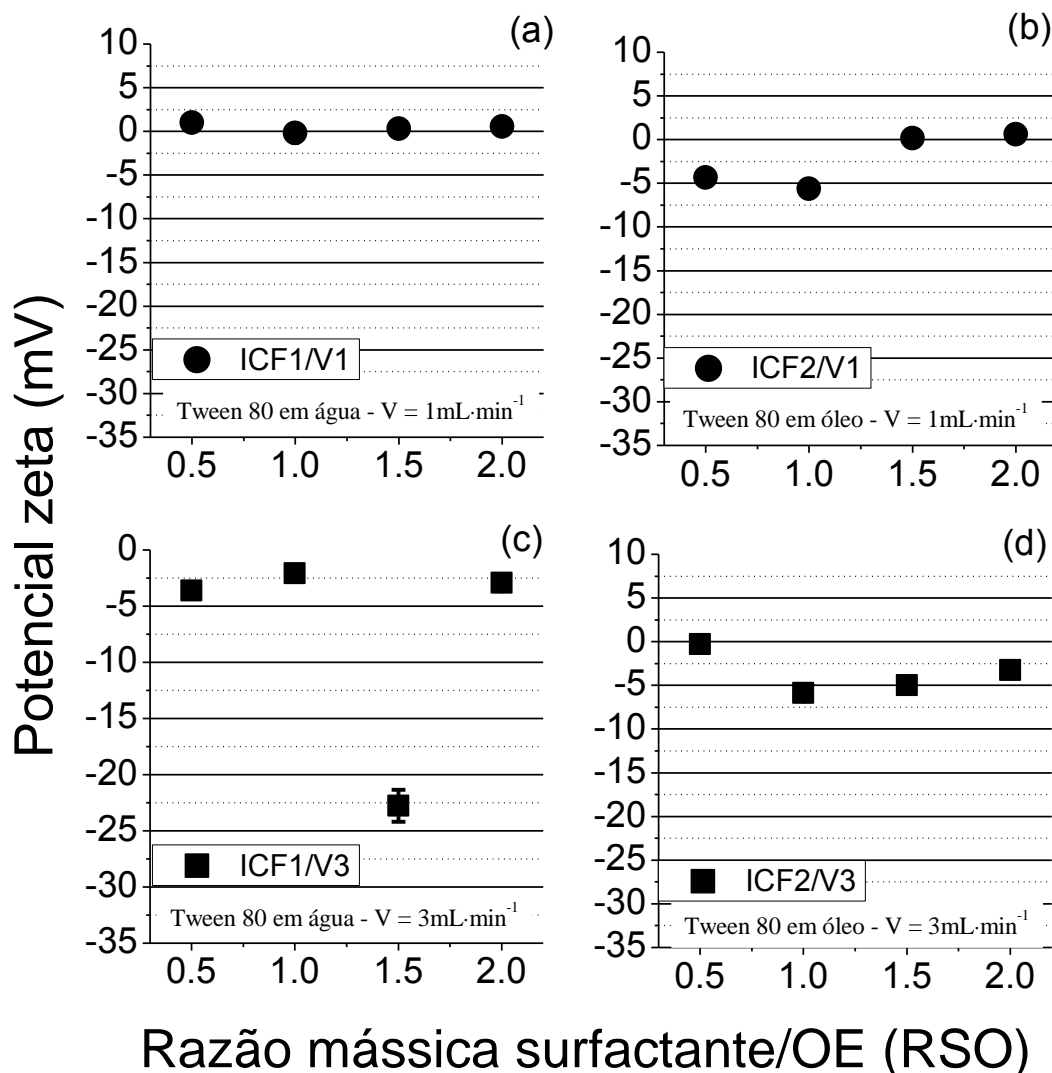 (a)
10
5
0
-5
-10
-15
-20
-25
-30
-35
ICF1/V1
Tween 80 em água - V = 1mL·min-1
0.5 1.0 1.5 2.0
(b)
10
5
0
-5
-10
-15
-20
-25
-30
-35
ICF2/V1
Tween 80 em óleo - V = 1mL·min-1
0.5 1.0 1.5 2.0
Potencial zeta (mV)
(c)
0
-5
-10
-15
-20
-25
-30
-35
ICF1/V3
Tween 80 em água - V = 3mL·min-1
0.5 1.0 1.5 2.0
(d)
10
5
0
-5
-10
-15
-20
-25
-30
-35
ICF2/V3
Tween 80 em óleo - V = 3mL·min-1
0.5 1.0 1.5 2.0
Razão mássica surfactante/OE (RSO)